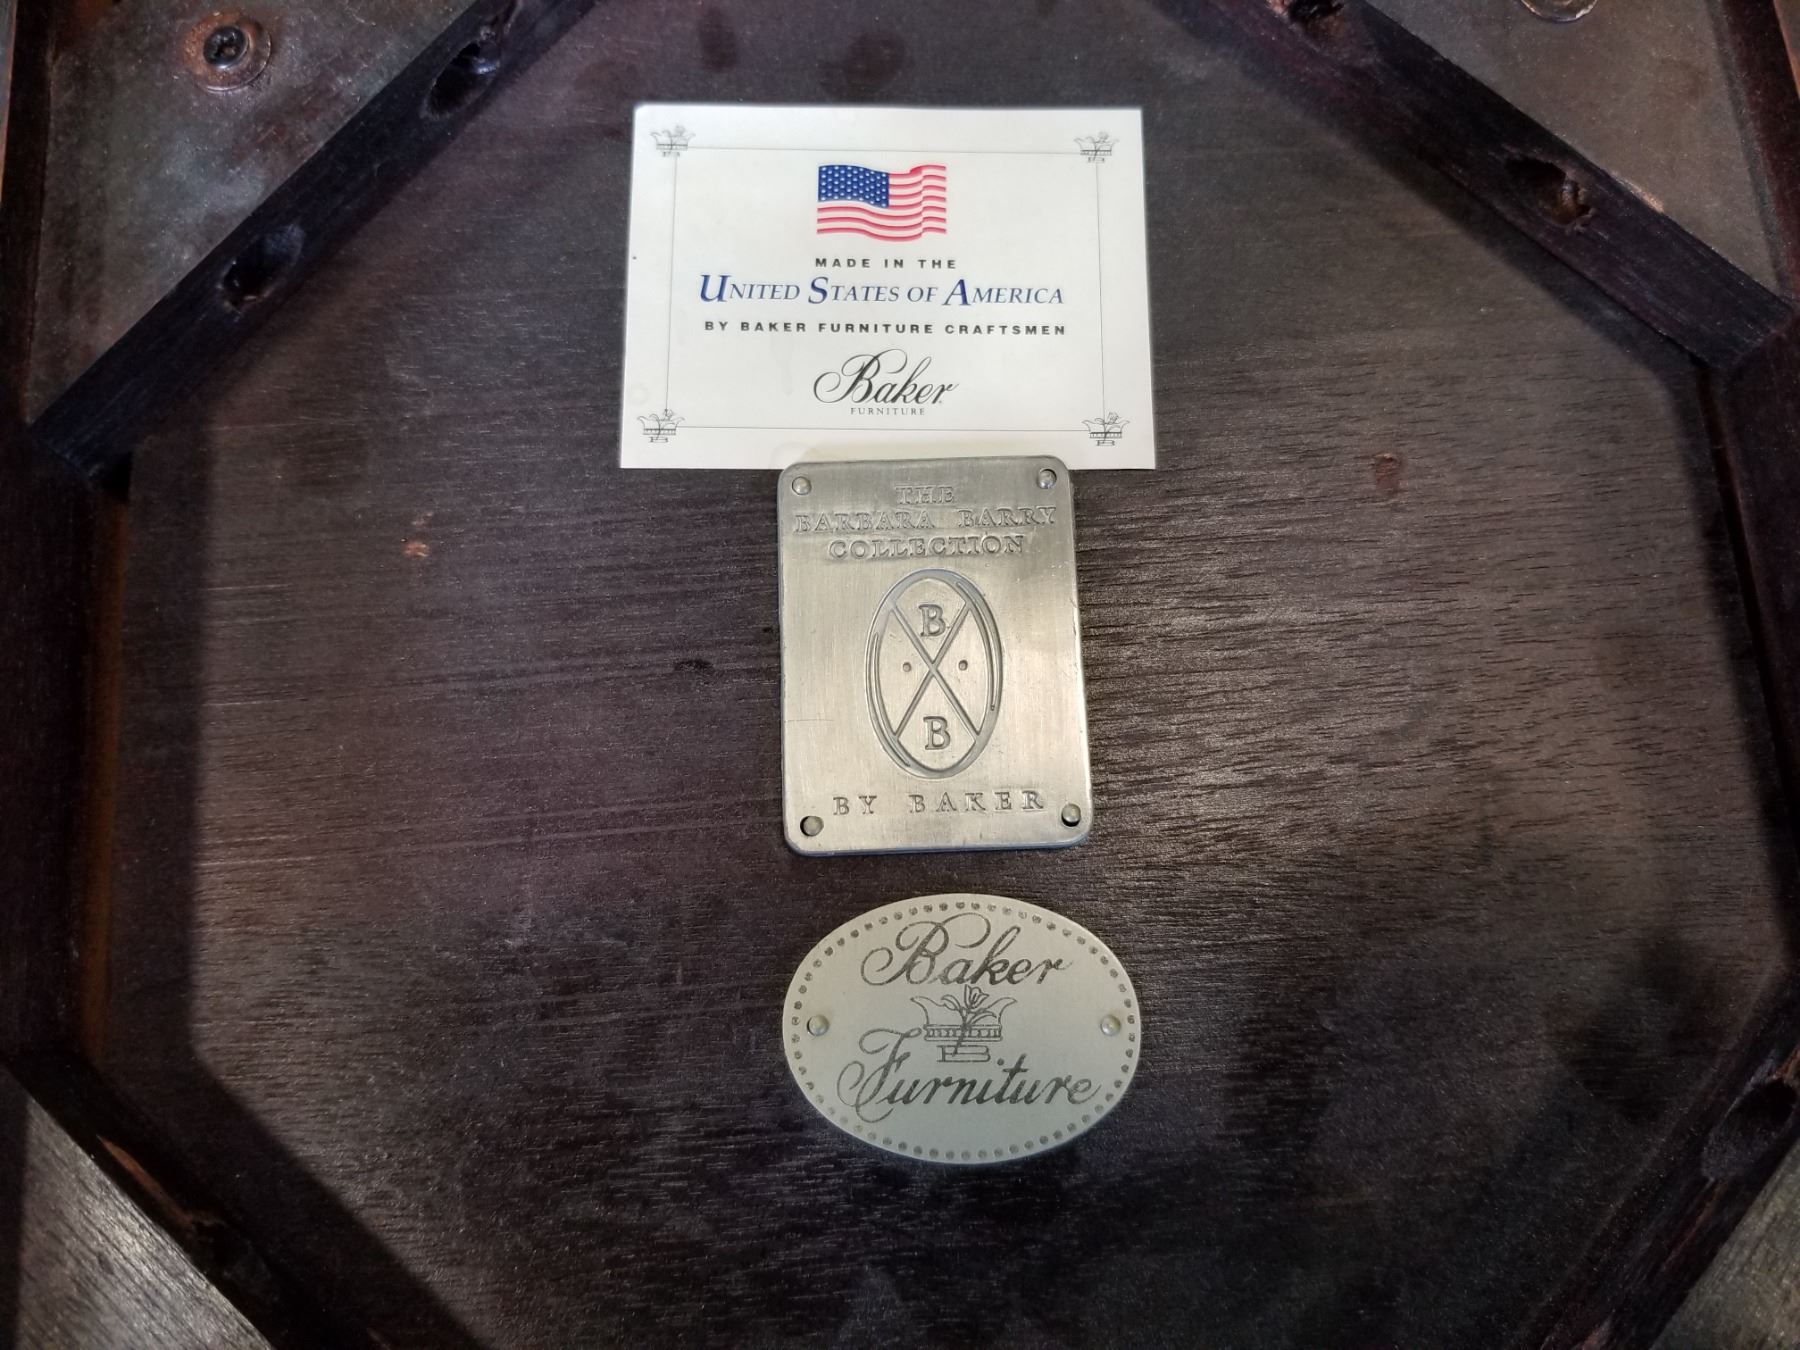 MADE IN THE
UNITED STATES OF AMERICA
BY BAKER FURNITURE CRAFTSMEN
Baker
FURNITURE
THE
BARBARA BARRY
COLLECTION
B
B
BY BAKER
Baker
B
Furniture